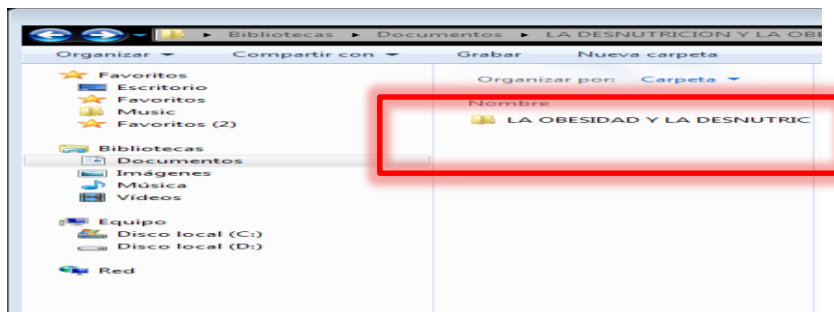 Bibliotecas ▸ Documentos ▸ LA DESNUTRICION Y LA OBE
Organizar Compartir con Grabar Nueva carpeta
Favoritos
Escritorio
Favoritos
Music
Favoritos (2)
Bibliotecas
Documentos
Imágenes
Música
Vídeos
Equipo
Disco local (C:)
Disco local (D:)
Red
Organizar por: Carpeta
Nombre
LA OBESIDAD Y LA DESNUTRIC